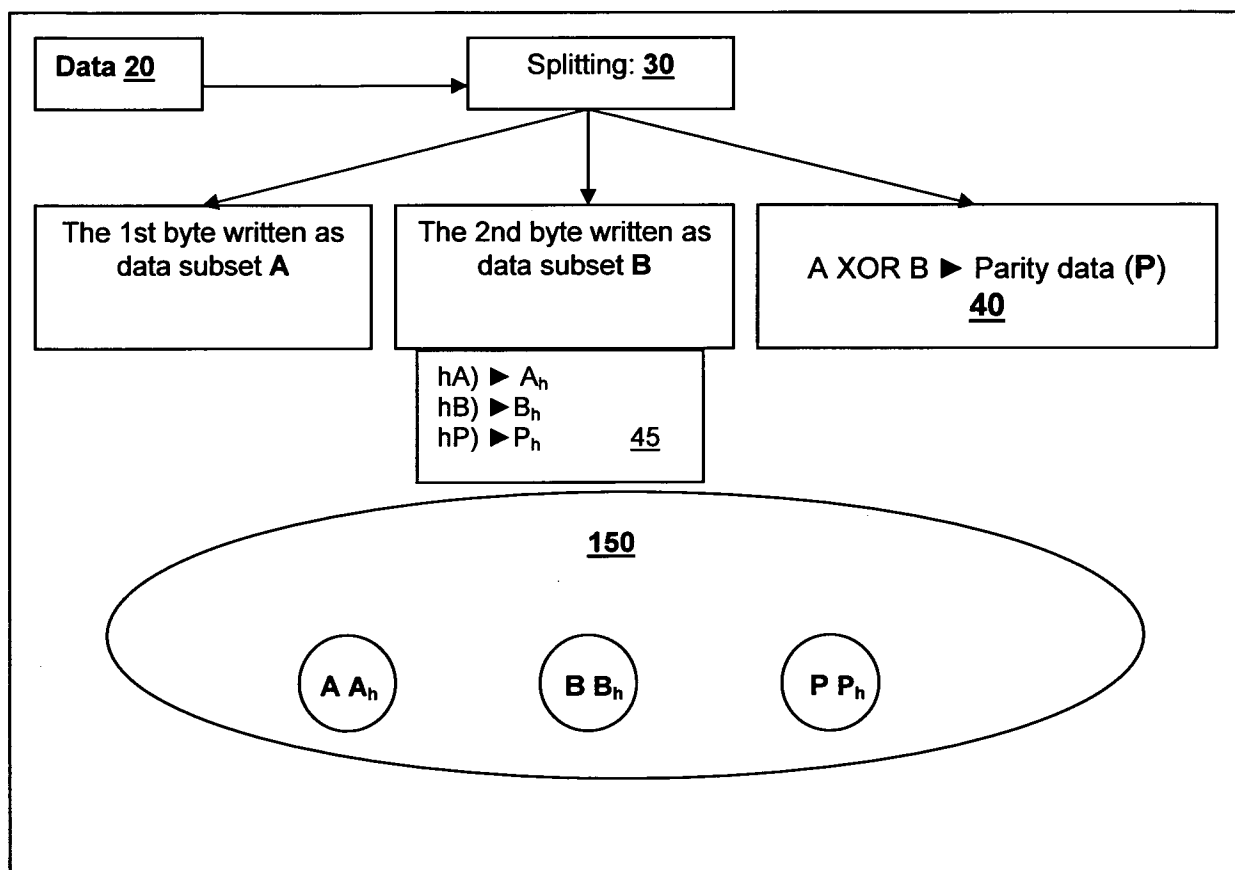 Data 20
Splitting: 30
The 1st byte written as
data subset A
The 2nd byte written as
data subset B
A XOR B ► Parity data (P)
40
hA) ► Aₕ
hB) ►Bₕ
hP) ►Pₕ 45
150
A Aₕ
B Bₕ
P Pₕ